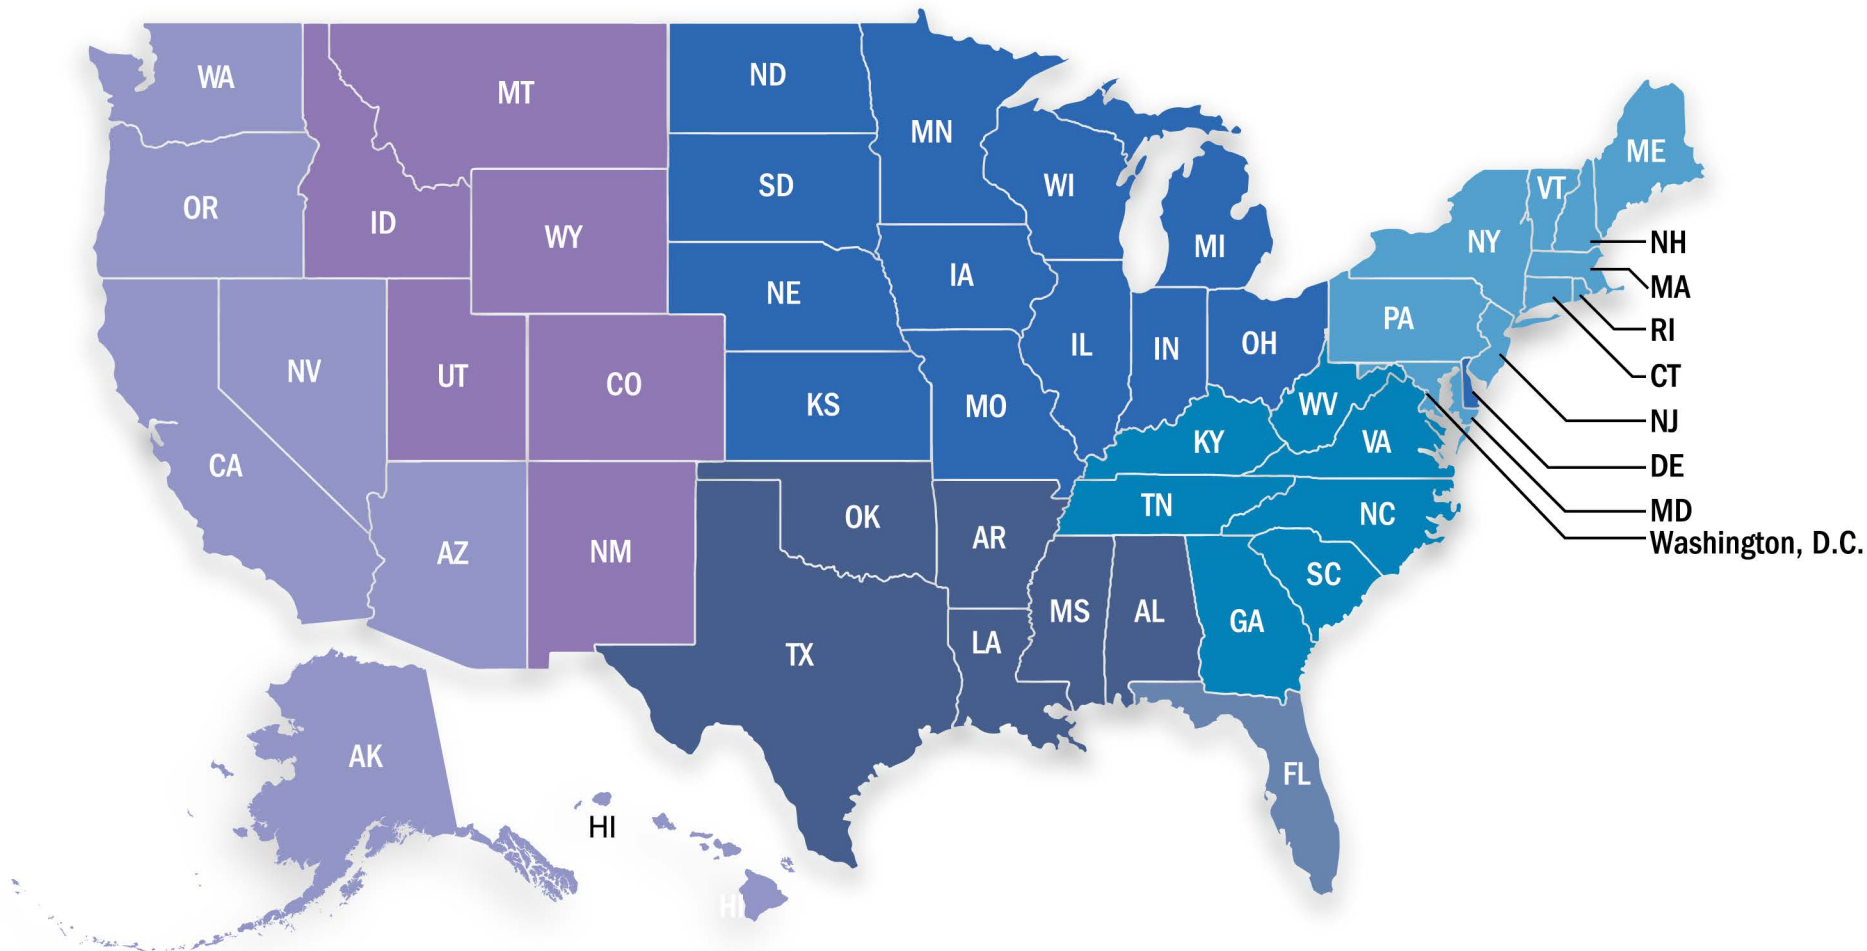 WA
MT
ND
MN
OR
ID
WY
SD
WI
MI
ME
VT
NY
NH
MA
RI
CT
NJ
DE
MD
Washington, D.C.
NE
IA
PA
NV
UT
CO
KS
MO
IL
IN
OH
WV
VA
KY
CA
AZ
NM
OK
AR
TN
NC
SC
TX
LA
MS
AL
GA
FL
AK
HI
HI